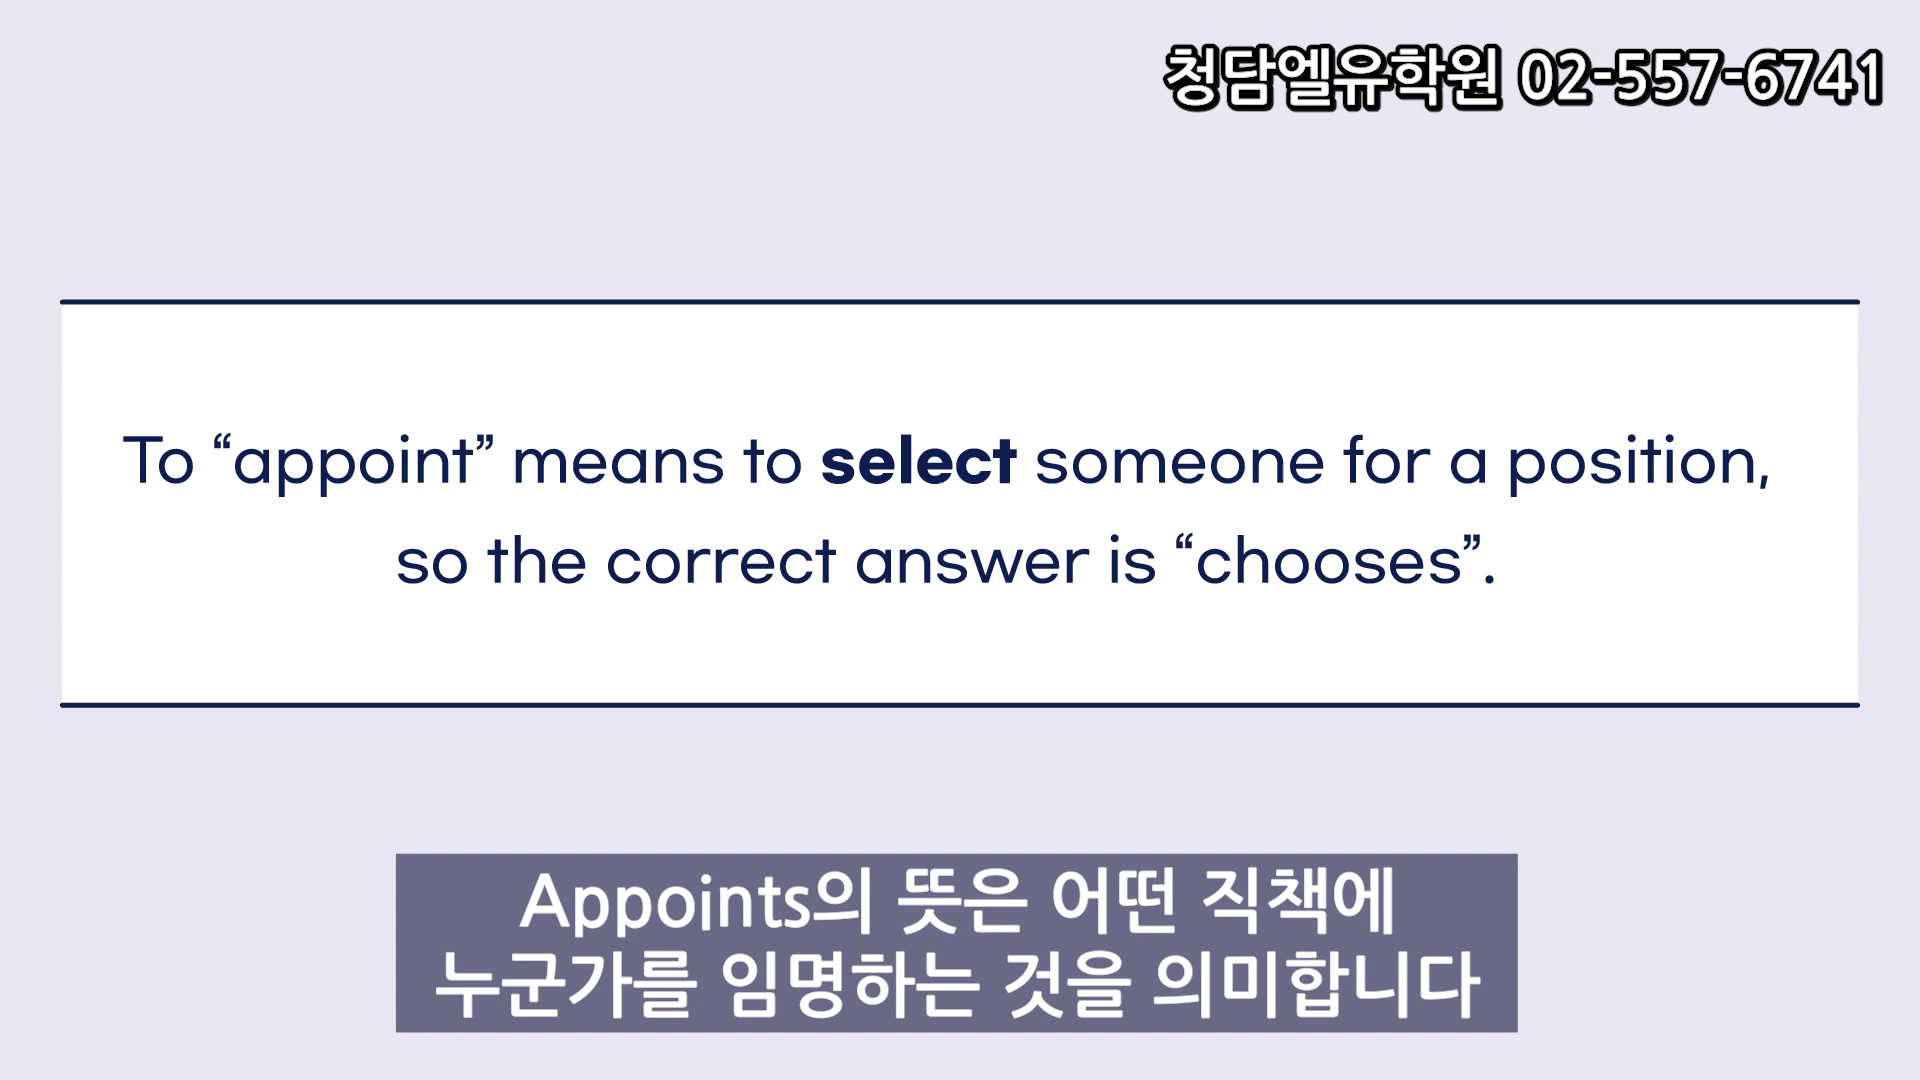 청담엘유학원 02-557-6741
To “appoint” means to select someone for a position,
so the correct answer is “chooses”.
Appoints의 뜻은 어떤 직책에
누군가를 임명하는 것을 의미합니다